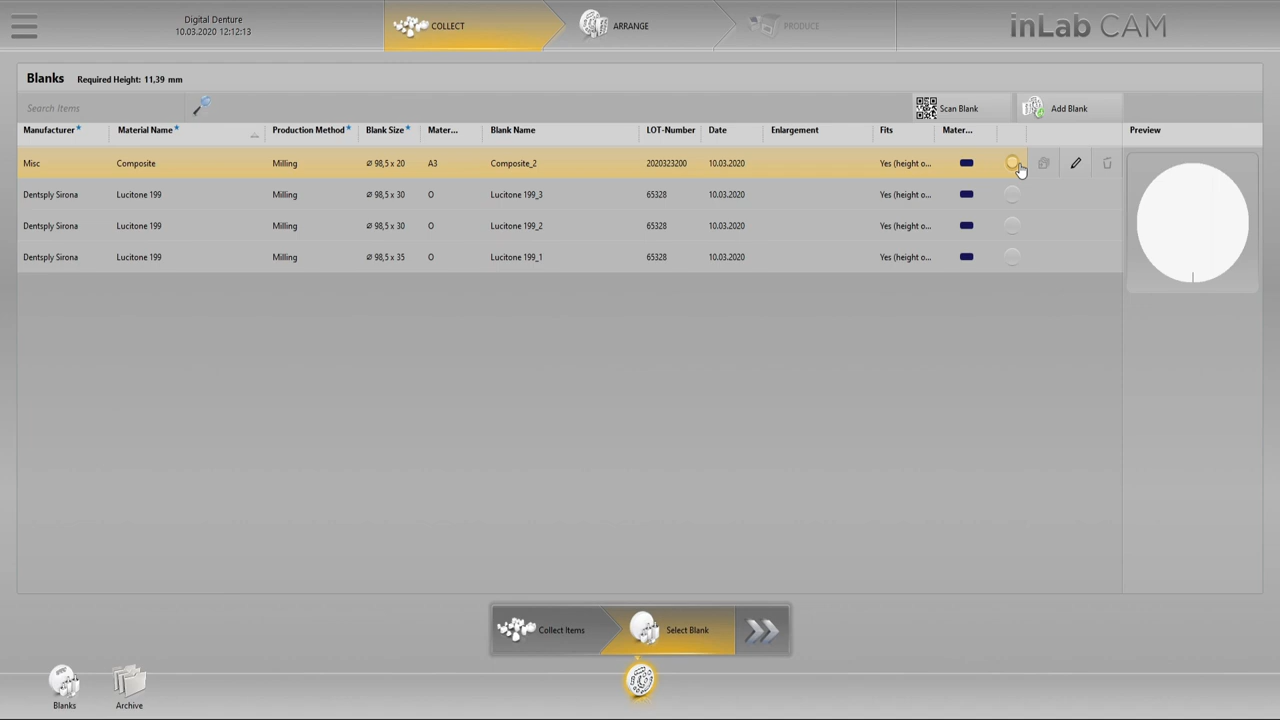 Digital Denture
10.03.2020 12:12:13
COLLECT
ARRANGE
PRODUCE
inLab CAM
Blanks Required Height: 11,39 mm
Search Items
Scan Blank
Add Blank
Manufacturer* Material Name* Production Method* Blank Size* Mater... Blank Name LOT-Number Date Enlargement Fits Mater... Preview
Misc Composite Milling ⌀ 98,5 x 20 A3 Composite_2 2020323200 10.03.2020 Yes (height o...
Dentsply Sirona Lucitone 199 Milling ⌀ 98,5 x 30 O Lucitone 199_3 65328 10.03.2020 Yes (height o...
Dentsply Sirona Lucitone 199 Milling ⌀ 98,5 x 30 O Lucitone 199_2 65328 10.03.2020 Yes (height o...
Dentsply Sirona Lucitone 199 Milling ⌀ 98,5 x 35 O Lucitone 199_1 65328 10.03.2020 Yes (height o...
Collect Items
Select Blank
Blanks
Archive